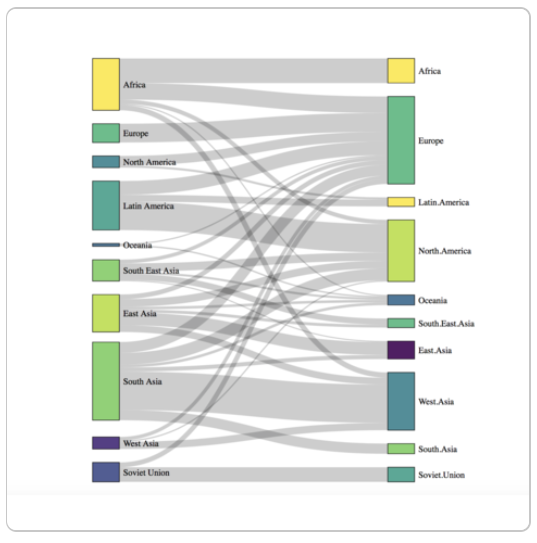 Africa
Europe
North America
Latin America
Oceania
South East Asia
East Asia
South Asia
West Asia
Soviet Union
Africa
Europe
Latin.America
North.America
Oceania
South.East.Asia
East.Asia
West.Asia
South.Asia
Soviet.Union